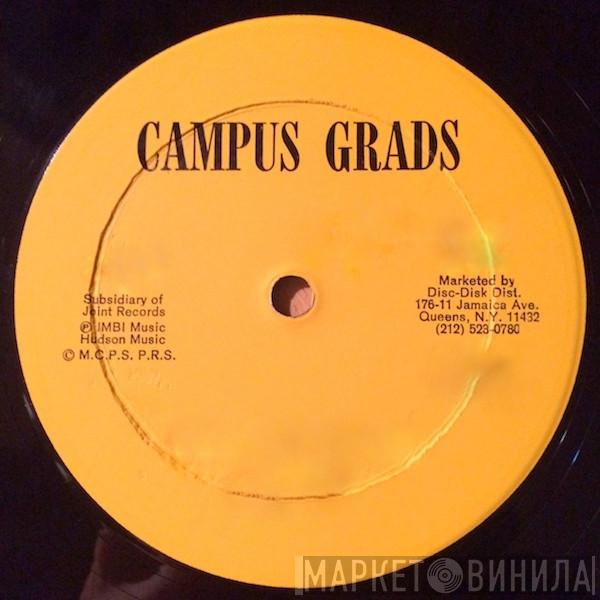 CAMPUS GRADS
Subsidiary of
Joint Records
Ⓟ JMBI Music
Hudson Music
© M.C.P.S. P.R.S.
Marketed by
Disc-Disk Dist.
176-11 Jamaica Ave.
Queens, N.Y. 11432
(212) 523-0780
МАРКЕТ ВИНИЛА